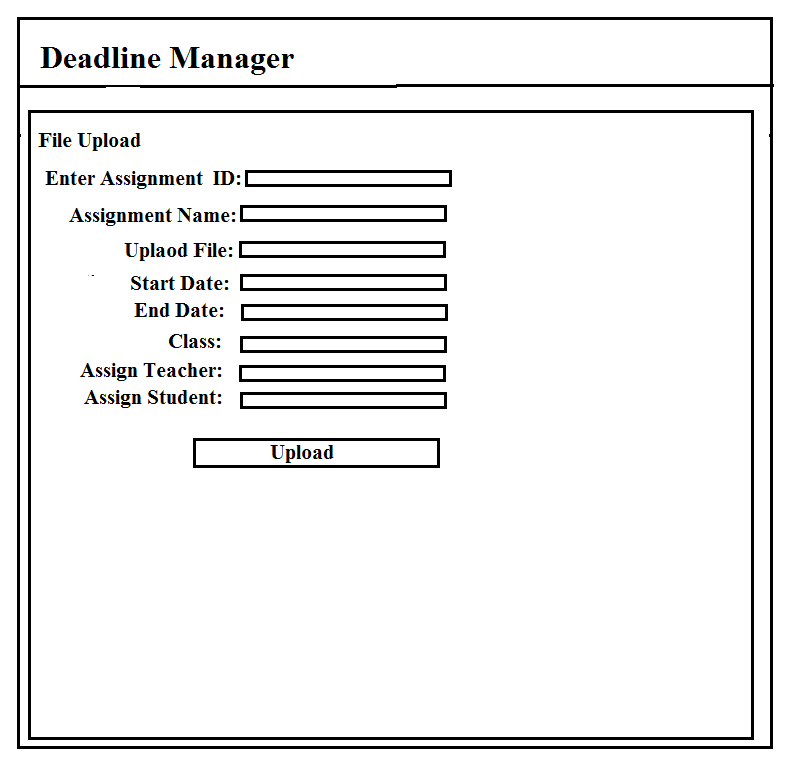 Deadline Manager
File Upload
Enter Assignment ID:
Assignment Name:
Uplaod File:
Start Date:
End Date:
Class:
Assign Teacher:
Assign Student:
Upload